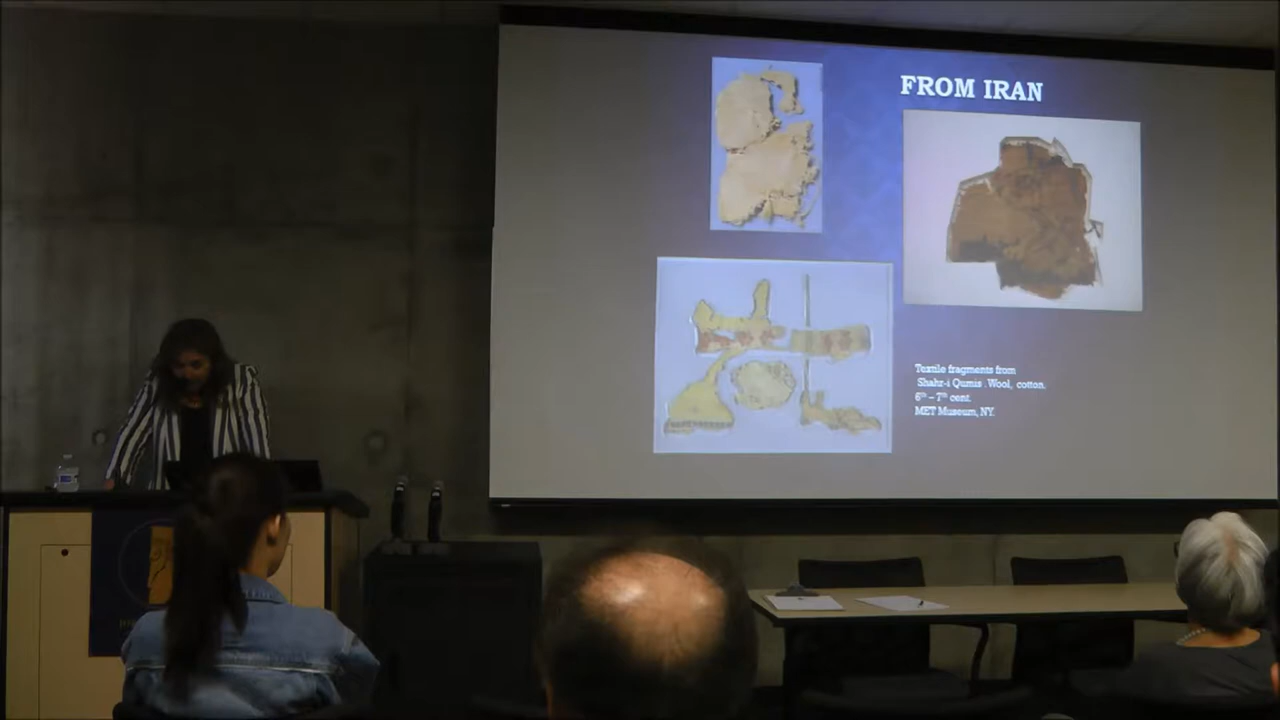 FROM IRAN
Textile fragments from
Shahr-i Qumis . Wool, cotton.
6th – 7th cent.
MET Museum, NY.